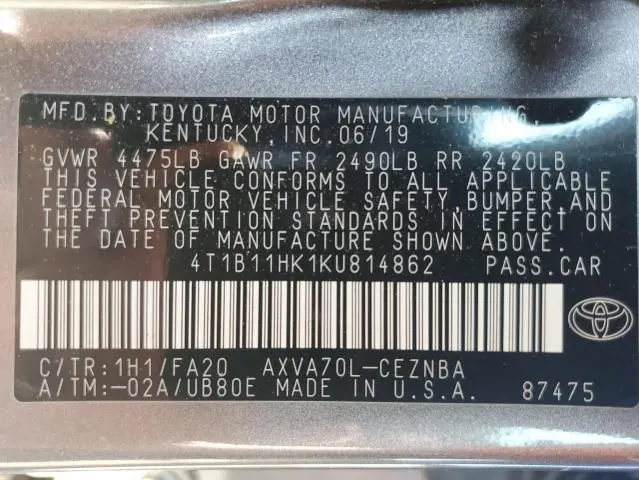 MFD.BY:TOYOTA MOTOR MANUFACTURING,
KENTUCKY,INC.06/19
GVWR 4475LB GAWR FR 2490LB RR 2420LB
THIS VEHICLE CONFORMS TO ALL APPLICABLE
FEDERAL MOTOR VEHICLE SAFETY,BUMPER,AND
THEFT PREVENTION STANDARDS IN EFFECT ON
THE DATE OF MANUFACTURE SHOWN ABOVE.
4T1B11HK1KU814862 PASS.CAR
C/TR:1H1/FA20 AXVA70L-CEZNBA
A/TM:-02A/UB80E MADE IN U.S.A. 87475